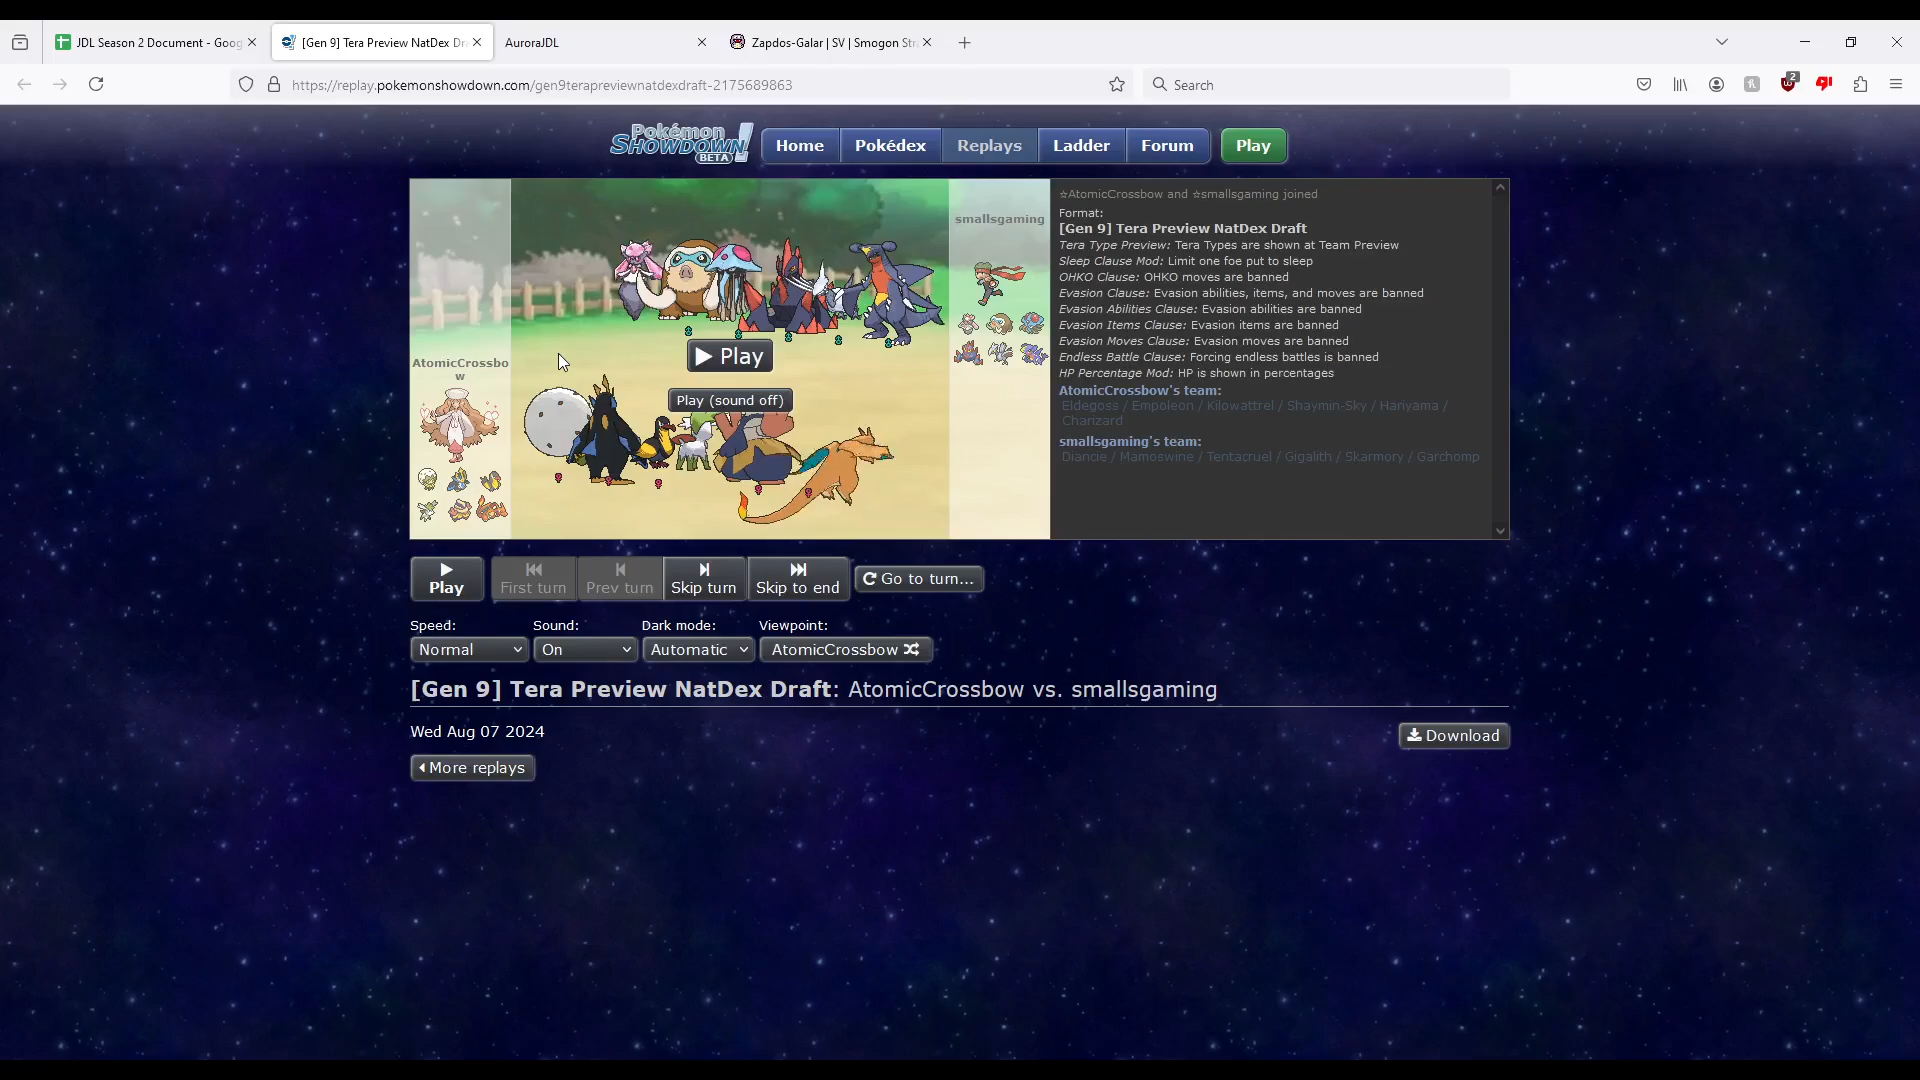 JDL Season 2 Document - Goog
[Gen 9] Tera Preview NatDex Dra
AuroraJDL
Zapdos-Galar | SV | Smogon Str
https://replay.pokemonshowdown.com/gen9terapreviewnatdexdraft-2175689863
Search
2
Pokémon
SHOWDOWN!
BETA
Home
Pokédex
Replays
Ladder
Forum
Play
smallsgaming
AtomicCrossbo
w
Play
Play (sound off)
☆AtomicCrossbow and ☆smallsgaming joined
Format:
[Gen 9] Tera Preview NatDex Draft
Tera Type Preview: Tera Types are shown at Team Preview
Sleep Clause Mod: Limit one foe put to sleep
OHKO Clause: OHKO moves are banned
Evasion Clause: Evasion abilities, items, and moves are banned
Evasion Abilities Clause: Evasion abilities are banned
Evasion Items Clause: Evasion items are banned
Evasion Moves Clause: Evasion moves are banned
Endless Battle Clause: Forcing endless battles is banned
HP Percentage Mod: HP is shown in percentages
AtomicCrossbow's team:
Eldegoss / Empoleon / Kilowattrel / Shaymin-Sky / Hariyama /
Charizard
smallsgaming's team:
Diancie / Mamoswine / Tentacruel / Gigalith / Skarmory / Garchomp
Play
First turn
Prev turn
Skip turn
Skip to end
Go to turn...
Speed:
Sound:
Dark mode:
Viewpoint:
Normal
On
Automatic
AtomicCrossbow
[Gen 9] Tera Preview NatDex Draft: AtomicCrossbow vs. smallsgaming
Wed Aug 07 2024
Download
More replays